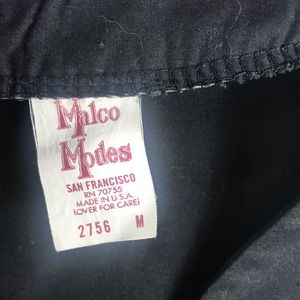 Malco
Modes
SAN FRANCISCO
RN 70755
MADE IN U.S.A.
(OVER FOR CARE)
2756 M